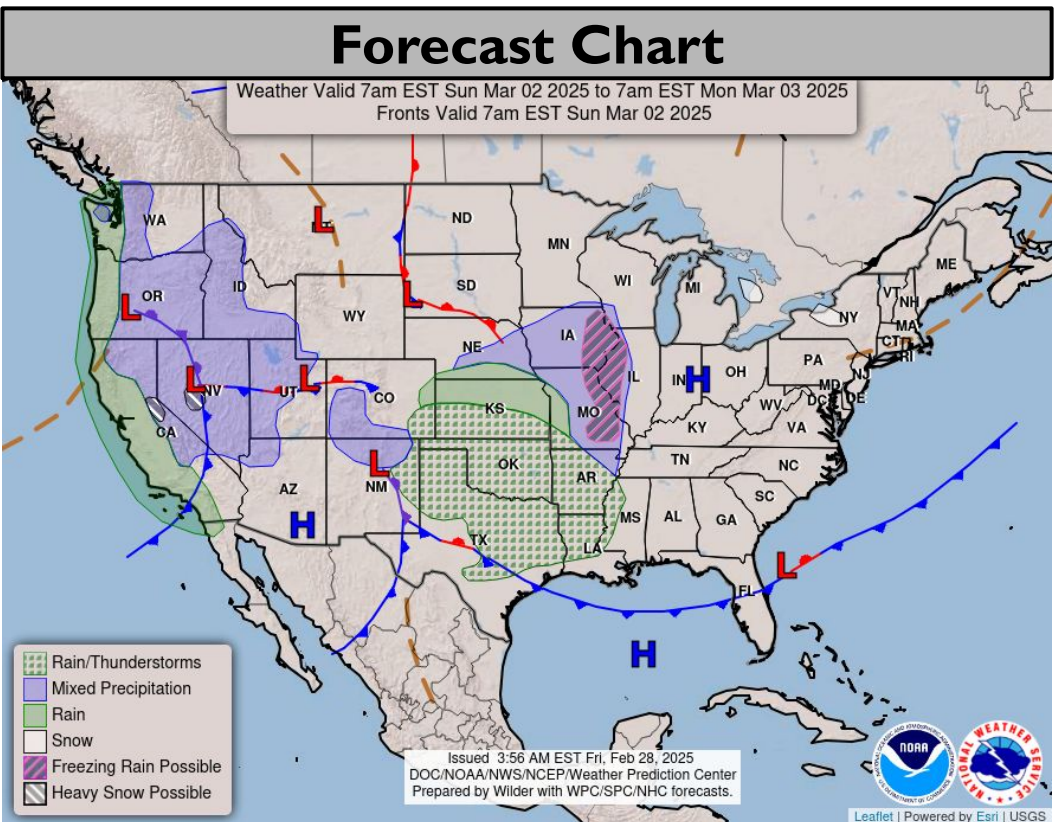 Forecast Chart
Weather Valid 7am EST Sun Mar 02 2025 to 7am EST Mon Mar 03 2025
Fronts Valid 7am EST Sun Mar 02 2025
WA
ND
MN
ME
OR
ID
SD
WI
MI
VT
NH
WY
NY
MA
IA
CT
RI
NE
PA
NJ
OH
IN
H
IL
MD
DE
DC
L
L
L
L
NV
UT
L
CO
KS
MO
WV
VA
KY
CA
TN
NC
OK
AR
L
NM
AZ
SC
MS
AL
GA
H
TX
LA
L
FL
H
Rain/Thunderstorms
Mixed Precipitation
Rain
Snow
Freezing Rain Possible
Heavy Snow Possible
Issued 3:56 AM EST Fri, Feb 28, 2025
DOC/NOAA/NWS/NCEP/Weather Prediction Center
Prepared by Wilder with WPC/SPC/NHC forecasts.
NOAA
NATIONAL WEATHER SERVICE
Leaflet | Powered by Esri | USGS